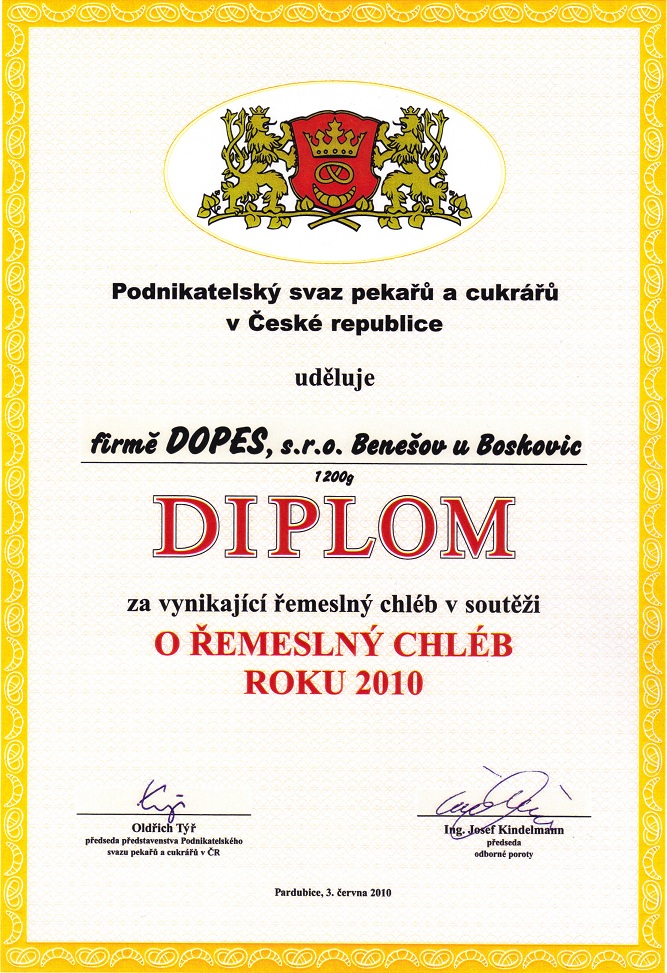 Podnikatelský svaz pekařů a cukrářů
v České republice
uděluje
firmě DOPES, s.r.o. Benešov u Boskovic
1200g
DIPLOM
za vynikající řemeslný chléb v soutěži
O ŘEMESLNÝ CHLÉB
ROKU 2010
Oldřich Týř
předseda představenstva Podnikatelského
svazu pekařů a cukrářů v ČR
Ing. Josef Kindelmann
předseda
odborné poroty
Pardubice, 3. června 2010